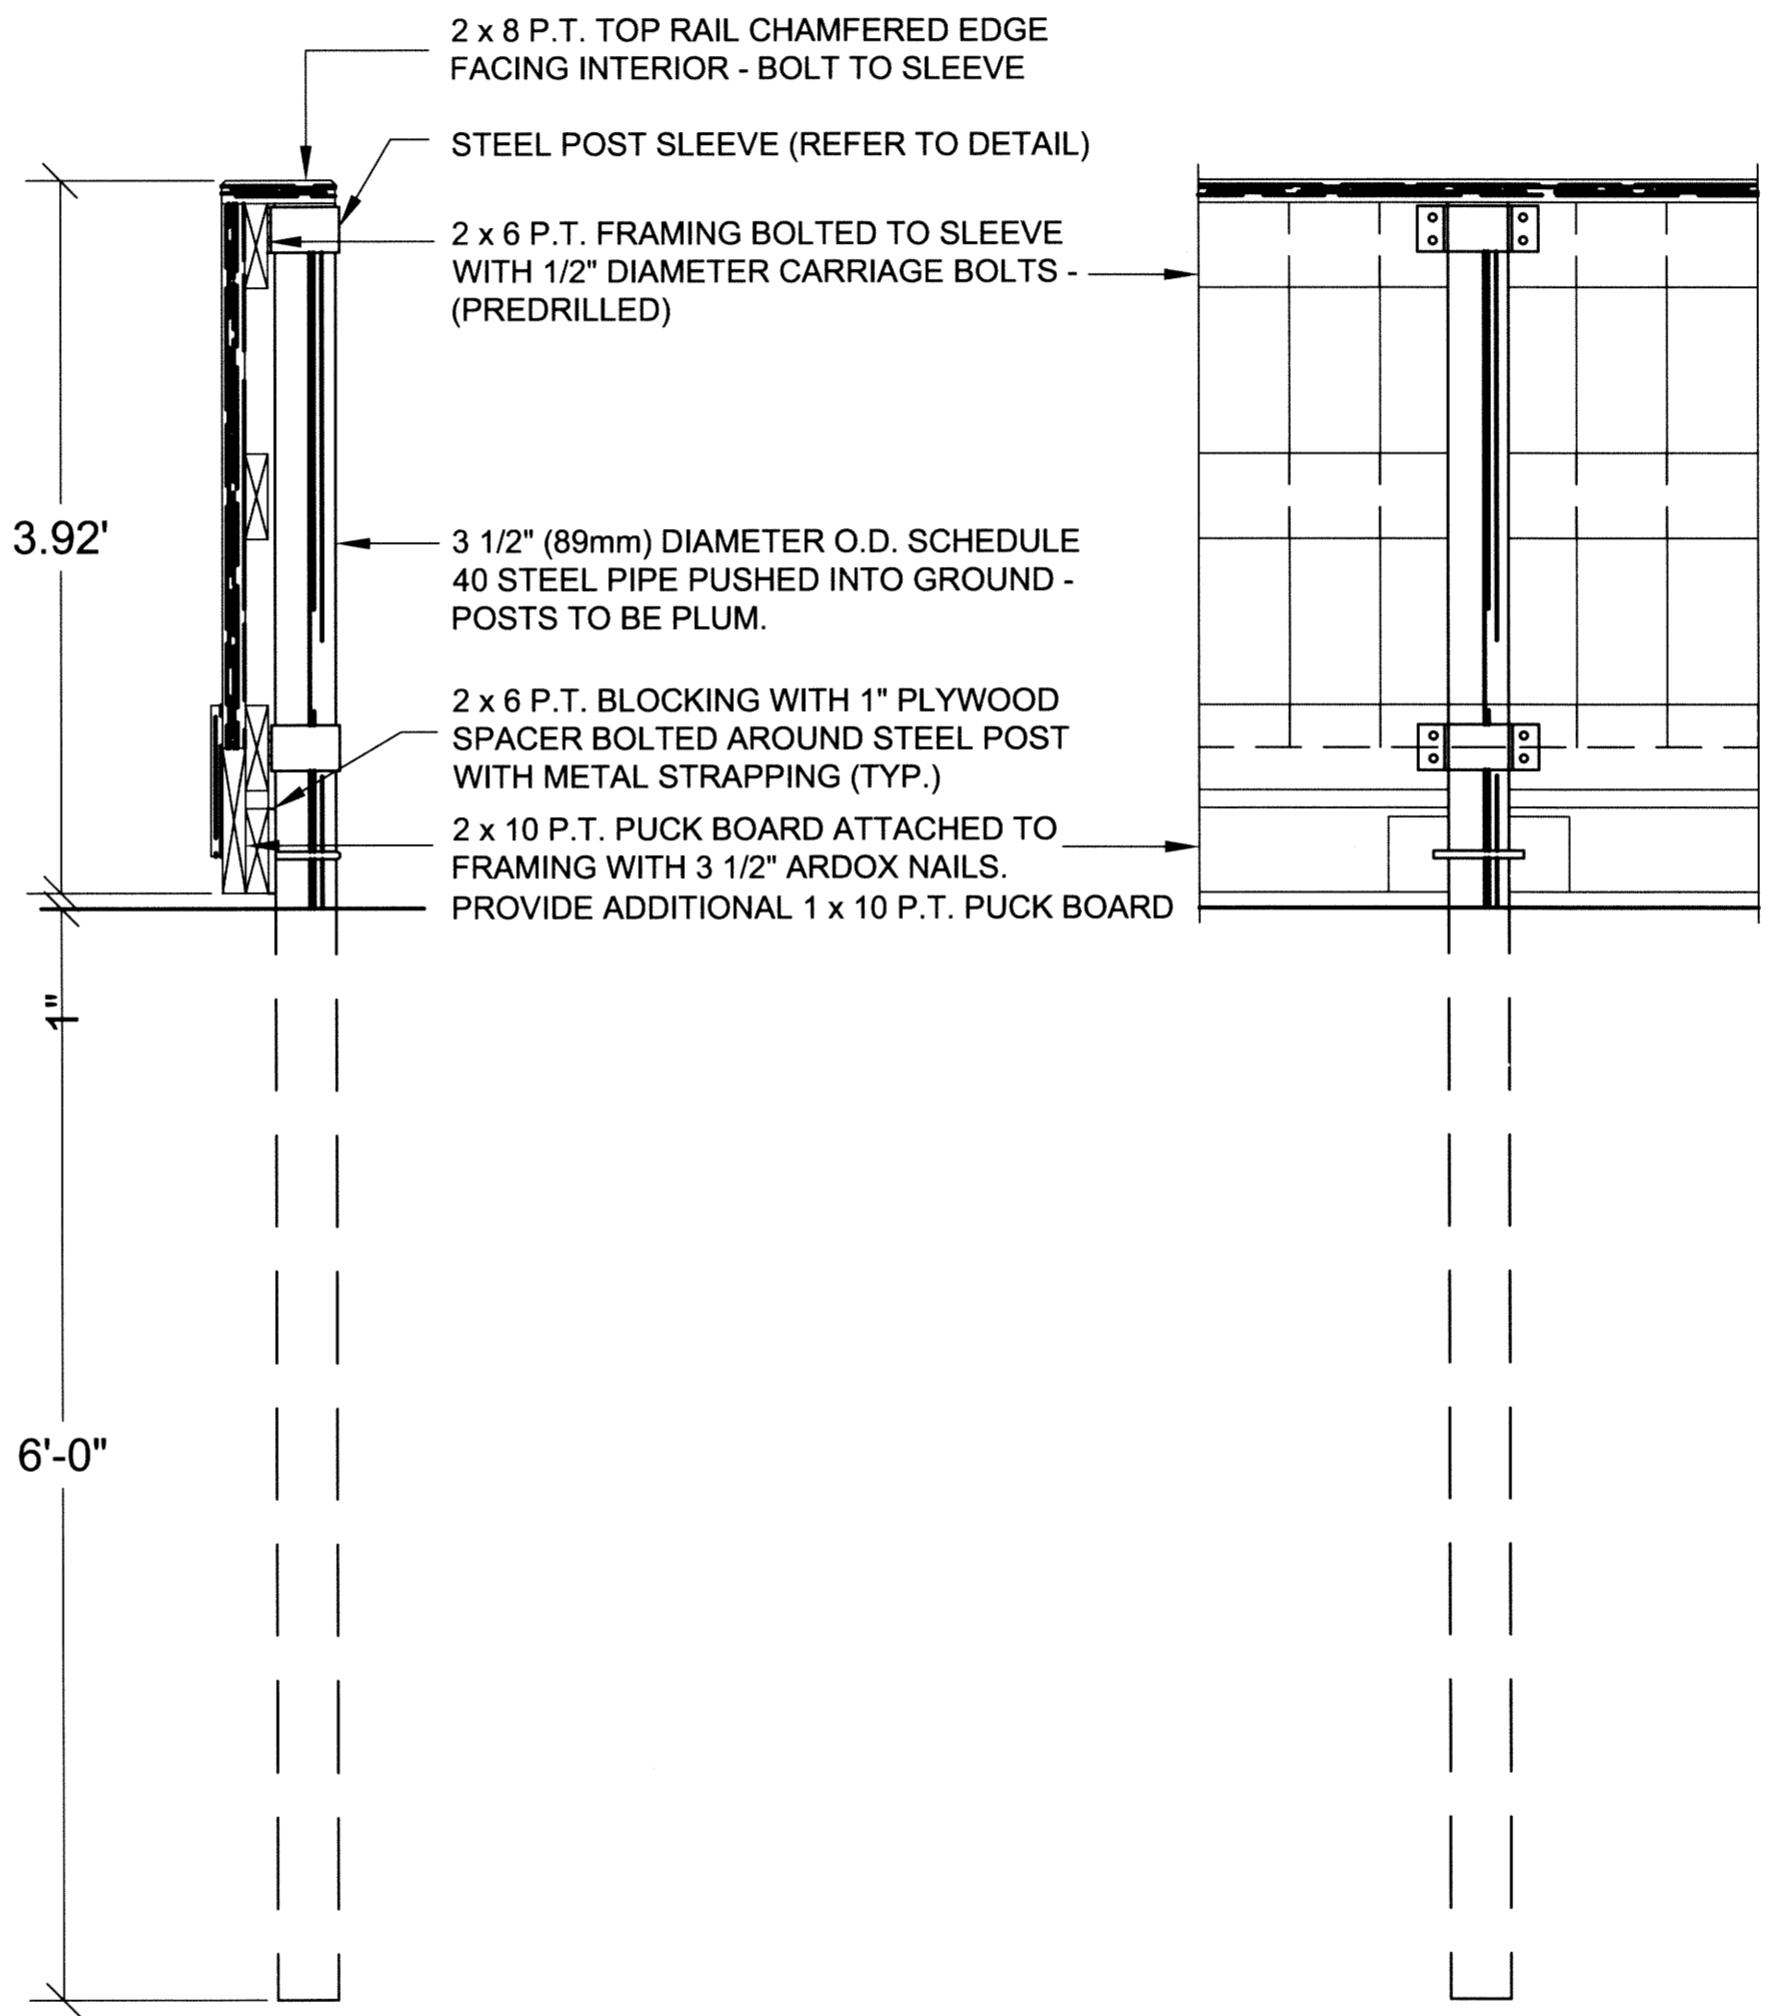 2 x 8 P.T. TOP RAIL CHAMFERED EDGE
FACING INTERIOR - BOLT TO SLEEVE
STEEL POST SLEEVE (REFER TO DETAIL)
2 x 6 P.T. FRAMING BOLTED TO SLEEVE
WITH 1/2" DIAMETER CARRIAGE BOLTS -
(PREDRILLED)
3.92'
3 1/2" (89mm) DIAMETER O.D. SCHEDULE
40 STEEL PIPE PUSHED INTO GROUND -
POSTS TO BE PLUM.
2 x 6 P.T. BLOCKING WITH 1" PLYWOOD
SPACER BOLTED AROUND STEEL POST
WITH METAL STRAPPING (TYP.)
2 x 10 P.T. PUCK BOARD ATTACHED TO
FRAMING WITH 3 1/2" ARDOX NAILS.
PROVIDE ADDITIONAL 1 x 10 P.T. PUCK BOARD
1"
6'-0"